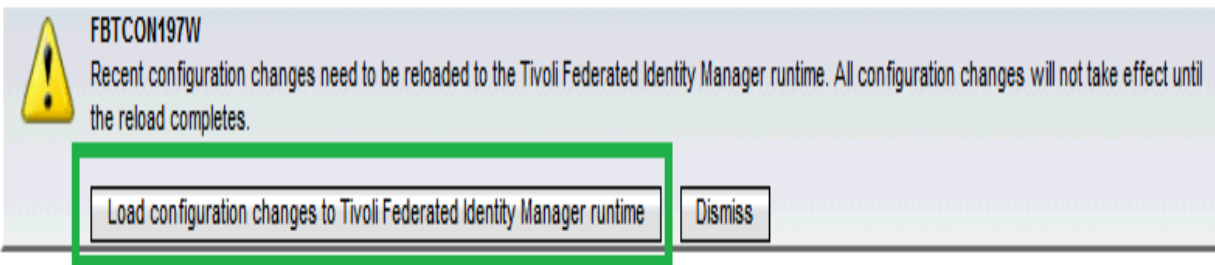 FBTCON197W
Recent configuration changes need to be reloaded to the Tivoli Federated Identity Manager runtime. All configuration changes will not take effect until
the reload completes.
Load configuration changes to Tivoli Federated Identity Manager runtime Dismiss